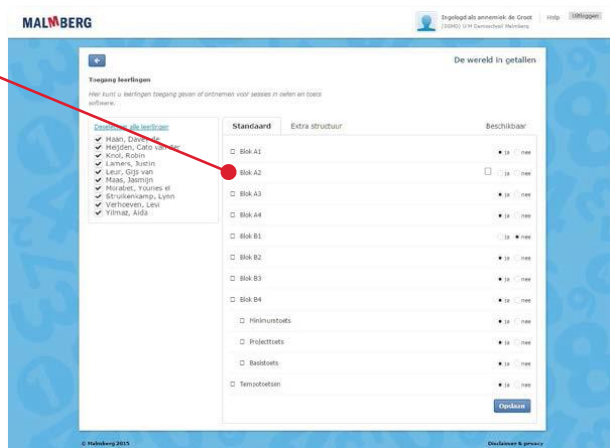 MALMBERG
Ingelogd als annemiek de Groot
Help
Uitloggen
De wereld in getallen
Toegang leerlingen
Hier kunt u leerlingen toegang geven of ontnemen voor sessies in oefen en toets
software.
Deselecteer alle leerlingen
Haan, Davey de
Heijden, Cato van der
Knol, Robin
Lamers, Justin
Leur, Gijs van
Maas, Jasmijn
Morabet, Younes el
Struikenkamp, Lynn
Verhoeven, Levi
Yilmaz, Aida
Standaard Extra structuur Beschikbaar
Blok A1 ja nee
Blok A2 ja nee
Blok A3 ja nee
Blok A4 ja nee
Blok B1 ja nee
Blok B2 ja nee
Blok B3 ja nee
Blok B4 ja nee
Minimumtoets ja nee
Projecttoets ja nee
Basistoets ja nee
Tempotoetsen ja nee
Opslaan
© Malmberg 2015
Disclaimer & privacy